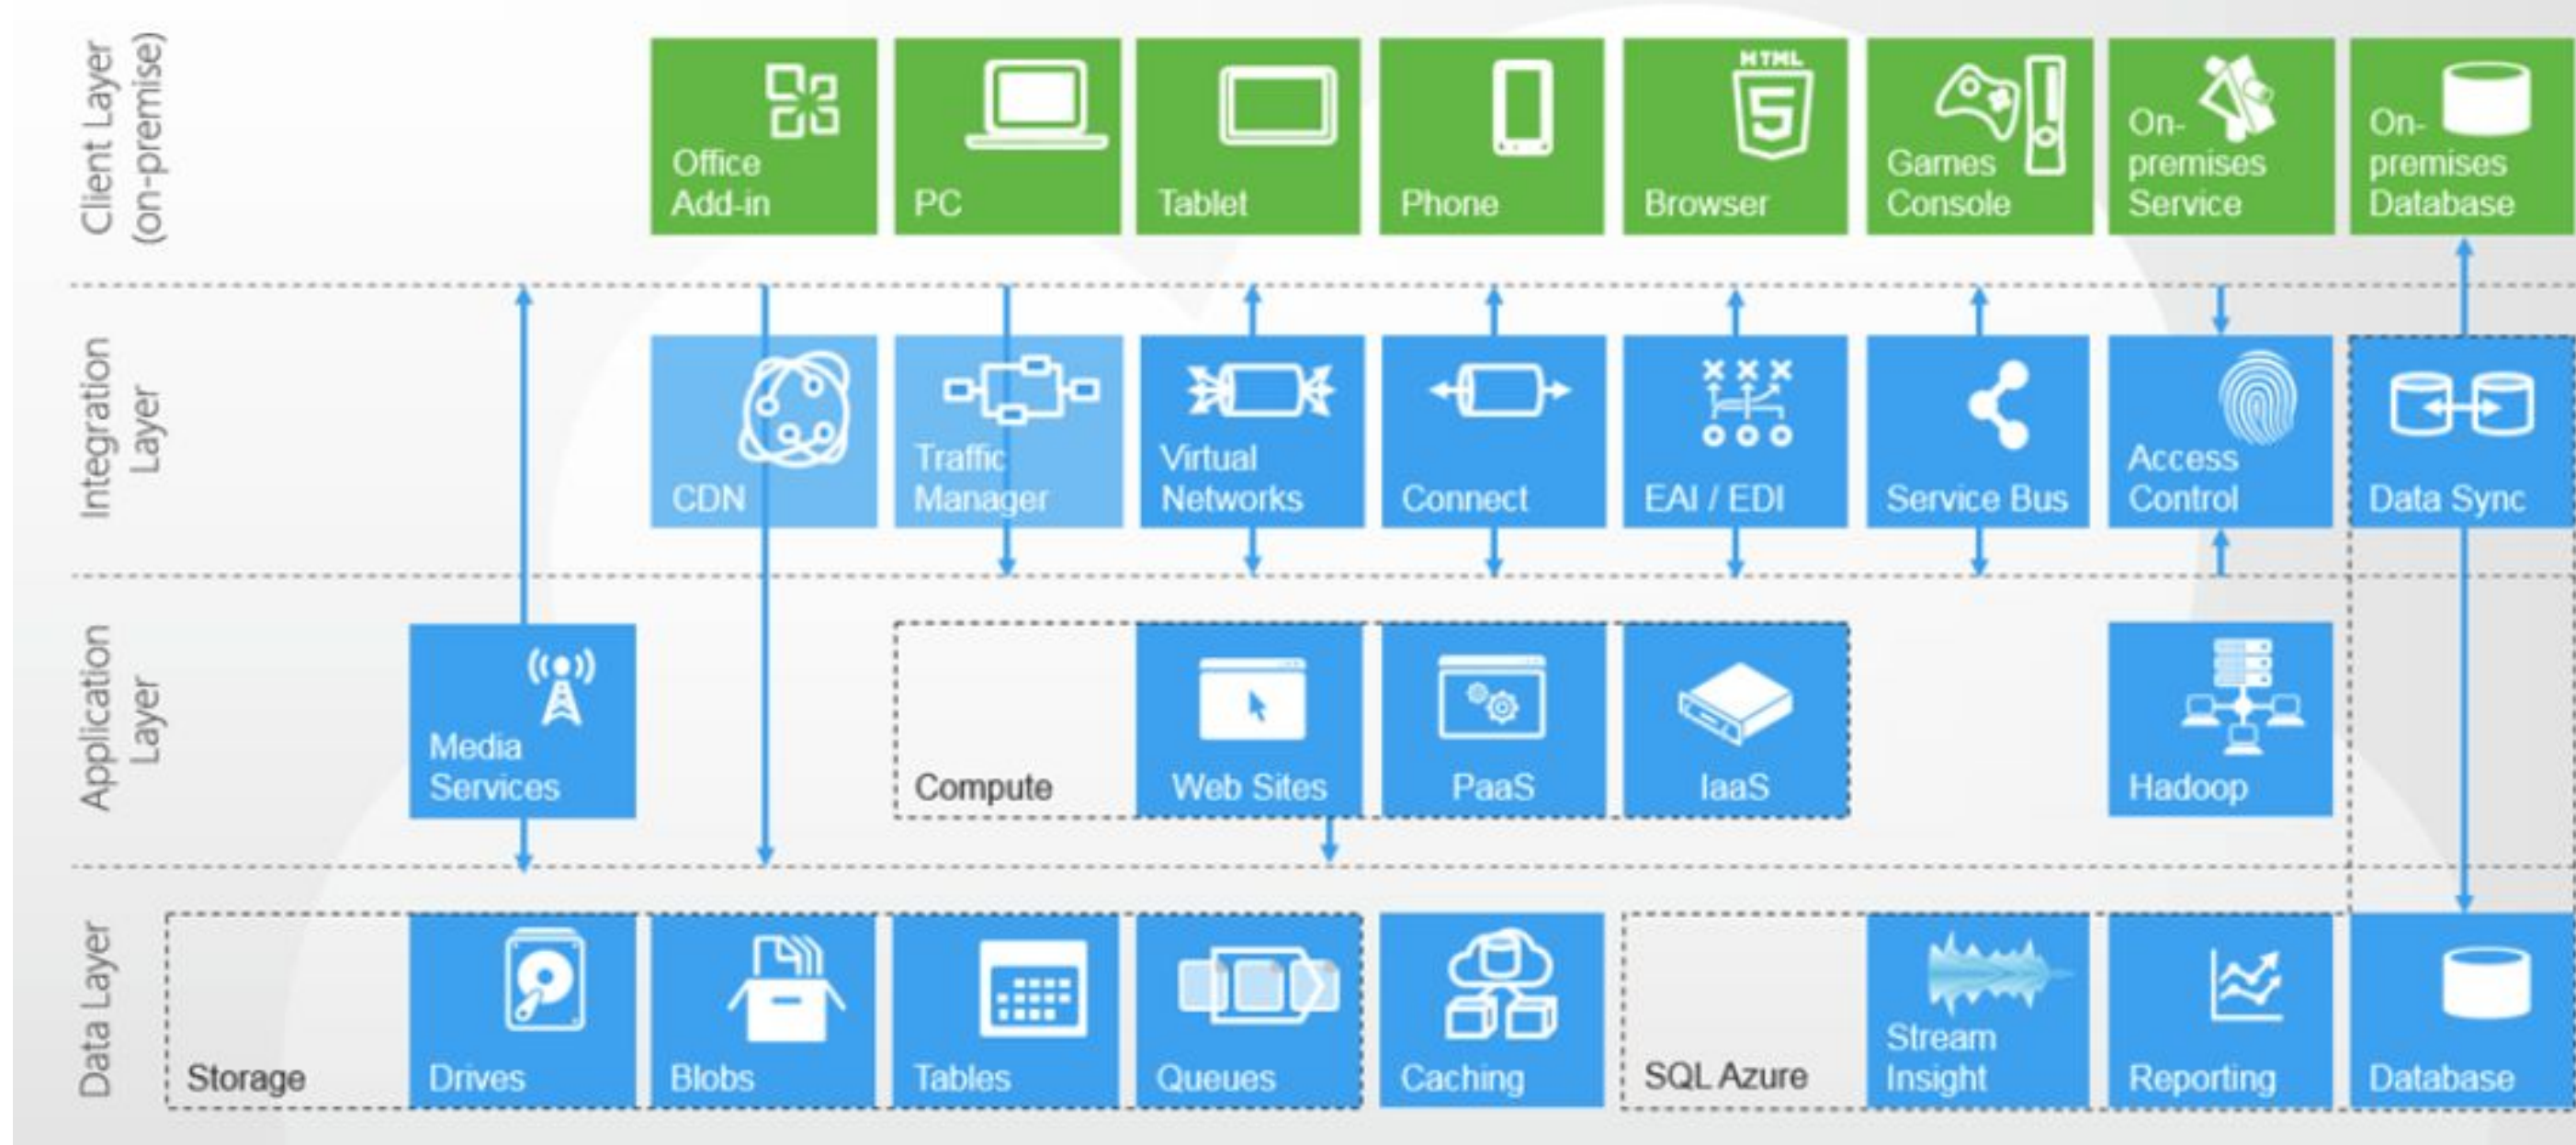 Client Layer
(on-premise)
Office
Add-in
PC
Tablet
Phone
HTML
5
Browser
Games
Console
On-
premises
Service
On-
premises
Database
Integration
Layer
CDN
Traffic
Manager
Virtual
Networks
Connect
EAI / EDI
Service Bus
Access
Control
Data Sync
Application
Layer
Media
Services
Compute
Web Sites
PaaS
IaaS
Hadoop
Data Layer
Storage
Drives
Blobs
Tables
Queues
Caching
SQL Azure
Stream
Insight
Reporting
Database